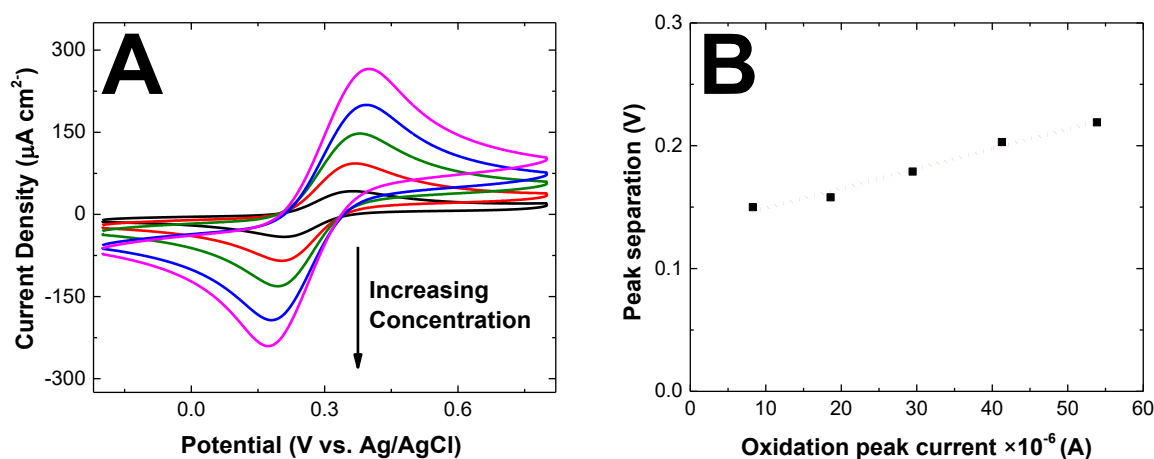 A
Current Density (µA cm²⁻)
300
150
0
-150
-300
0.0
0.3
0.6
Potential (V vs. Ag/AgCl)
Increasing
Concentration
B
Peak separation (V)
0.3
0.2
0.1
0.0
0
10
20
30
40
50
60
Oxidation peak current ×10⁻⁶ (A)